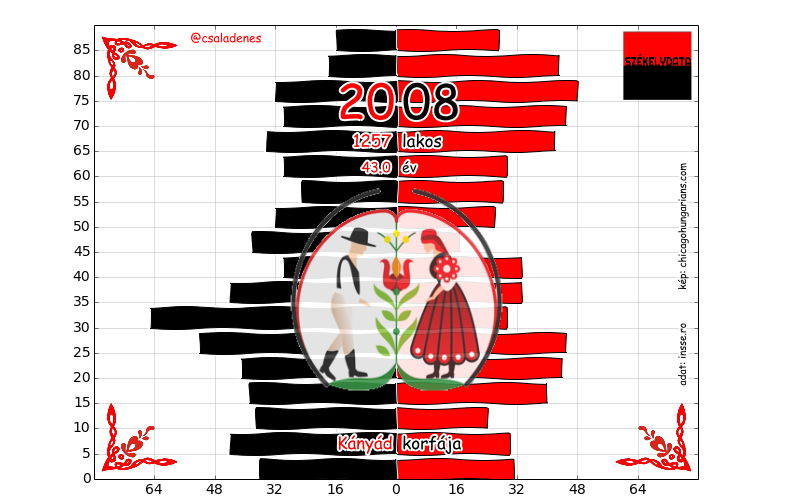 @csaladenes
SZÉKELYDATA
2008
1257 lakos
43.0 év
kép: chicagohungarians.com
adat: insse.ro
Kányád korfája
85
80
75
70
65
60
55
50
45
40
35
30
25
20
15
10
5
0
64 48 32 16 0 16 32 48 64